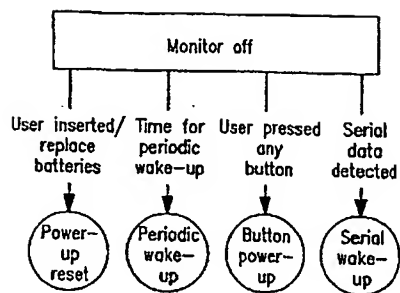 Monitor off
User inserted/
replace
batteries
Time for
periodic
wake-up
User pressed
any
button
Serial
data
detected
Power-
up
reset
Periodic
wake-
up
Button
power-
up
Serial
wake-
up